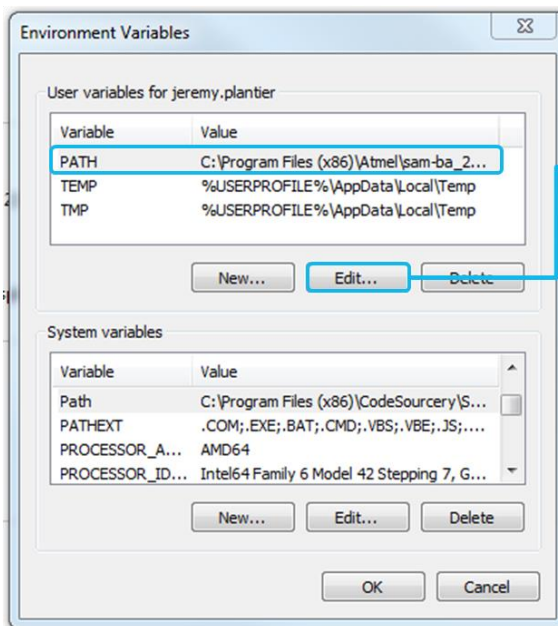 Environment Variables
User variables for jeremy.plantier
Variable Value
PATH C:\Program Files (x86)\Atmel\sam-ba_2...
TEMP %USERPROFILE%\AppData\Local\Temp
TMP %USERPROFILE%\AppData\Local\Temp
New... Edit... Delete
System variables
Variable Value
Path C:\Program Files (x86)\CodeSourcery\S...
PATHEXT .COM;.EXE;.BAT;.CMD;.VBS;.VBE;.JS;....
PROCESSOR_A... AMD64
PROCESSOR_ID... Intel64 Family 6 Model 42 Stepping 7, G...
New... Edit... Delete
OK Cancel